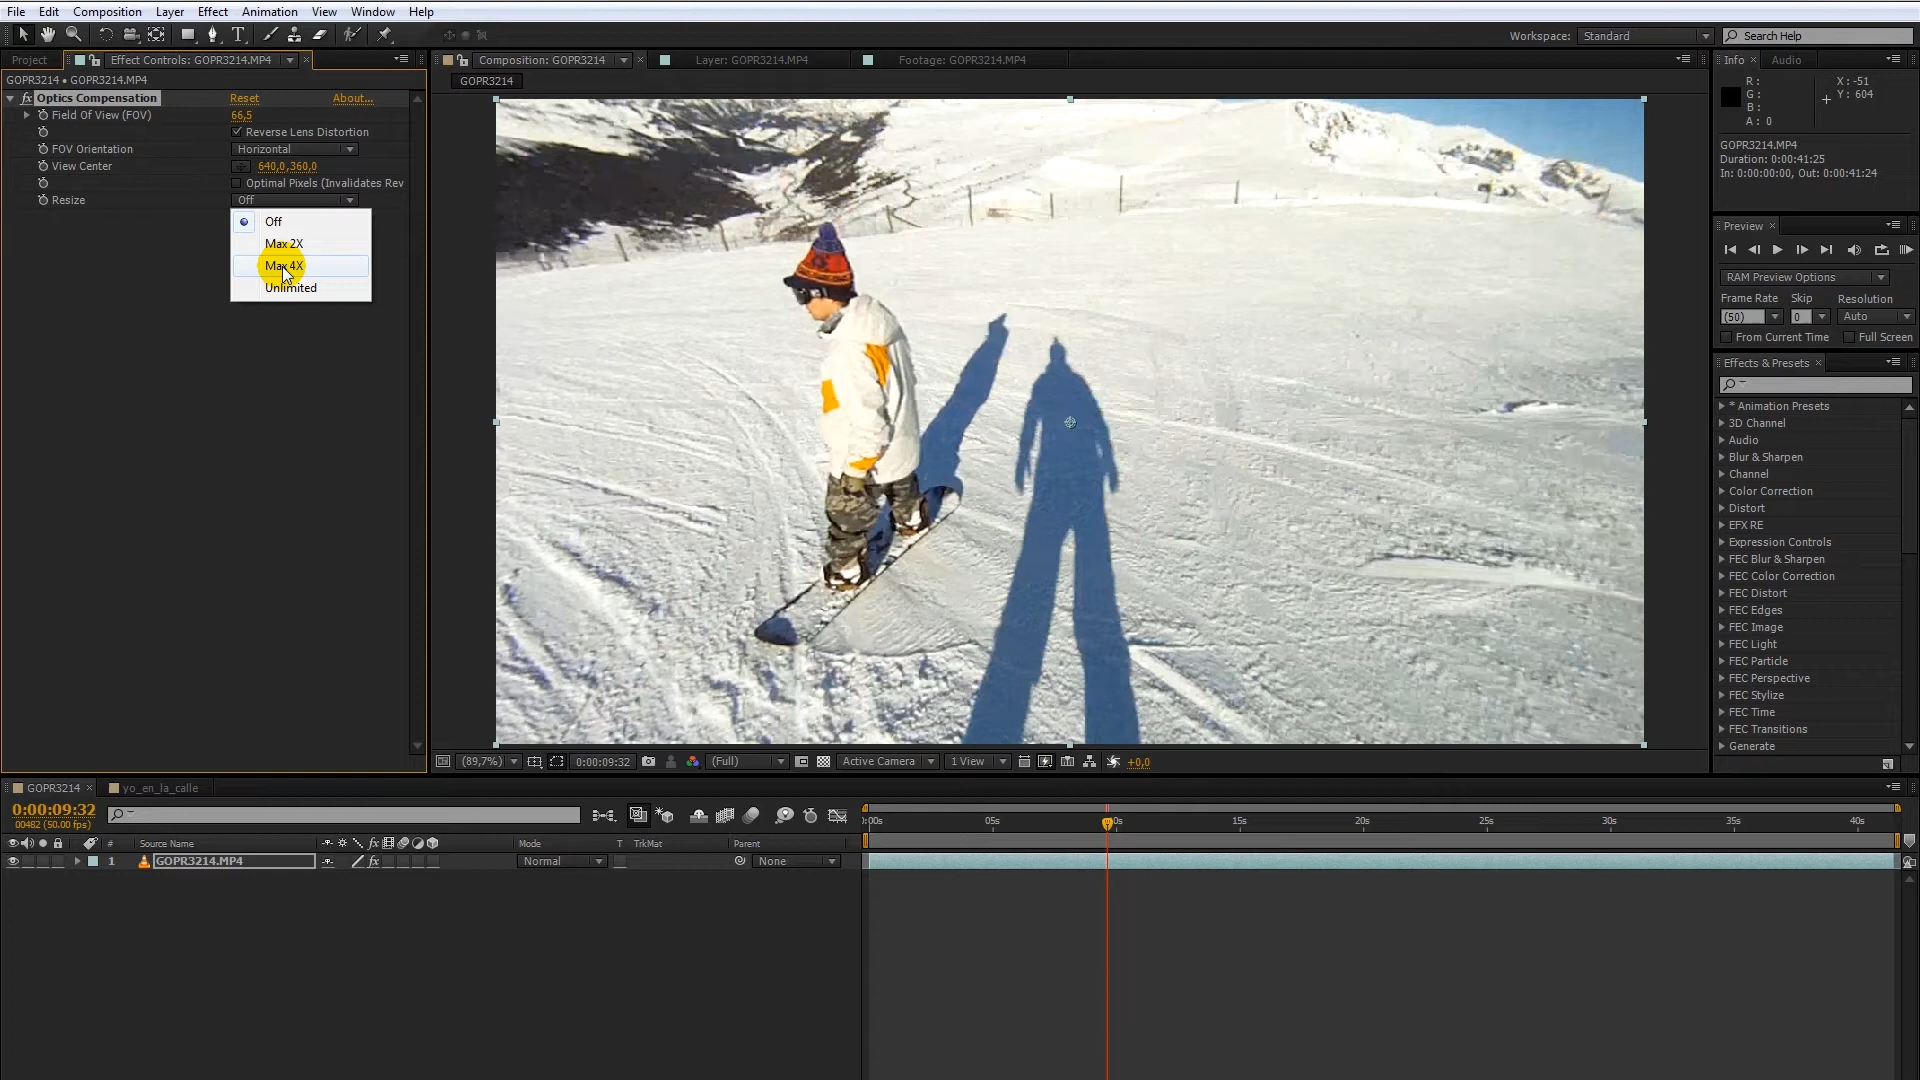 File Edit Composition Layer Effect Animation View Window Help
Workspace: Standard Search Help
Project Effect Controls: GOPR3214.MP4 Composition: GOPR3214 Layer: GOPR3214.MP4 Footage: GOPR3214.MP4 Info Audio
GOPR3214 • GOPR3214.MP4
GOPR3214
fx Optics Compensation Reset About...
Field Of View (FOV) 66,5
Reverse Lens Distortion
FOV Orientation Horizontal
View Center 640,0, 360,0
Optimal Pixels (Invalidates Rev
Resize Off
Off
Max 2X
Max 4X
Unlimited
R:
G:
B:
A: 0
X: -51
Y: 604
GOPR3214.MP4
Duration: 0:00:41:25
In: 0:00:00:00, Out: 0:00:41:24
Preview
RAM Preview Options
Frame Rate Skip Resolution
(50) 0 Auto
From Current Time Full Screen
Effects & Presets
* Animation Presets
3D Channel
Audio
Blur & Sharpen
Channel
Color Correction
Distort
EFX RE
Expression Controls
FEC Blur & Sharpen
FEC Color Correction
FEC Distort
FEC Edges
FEC Image
FEC Light
FEC Particle
FEC Perspective
FEC Stylize
FEC Time
FEC Transitions
Generate
(89,7%) 0:00:09:32 (Full) Active Camera 1 View +0,0
GOPR3214 yo_en_la_calle
0:00:09:32
00482 (50.00 fps)
:00s 05s 0s 15s 20s 25s 30s 35s 40s
# Source Name fx Mode T TrkMat Parent
1 GOPR3214.MP4 fx Normal None